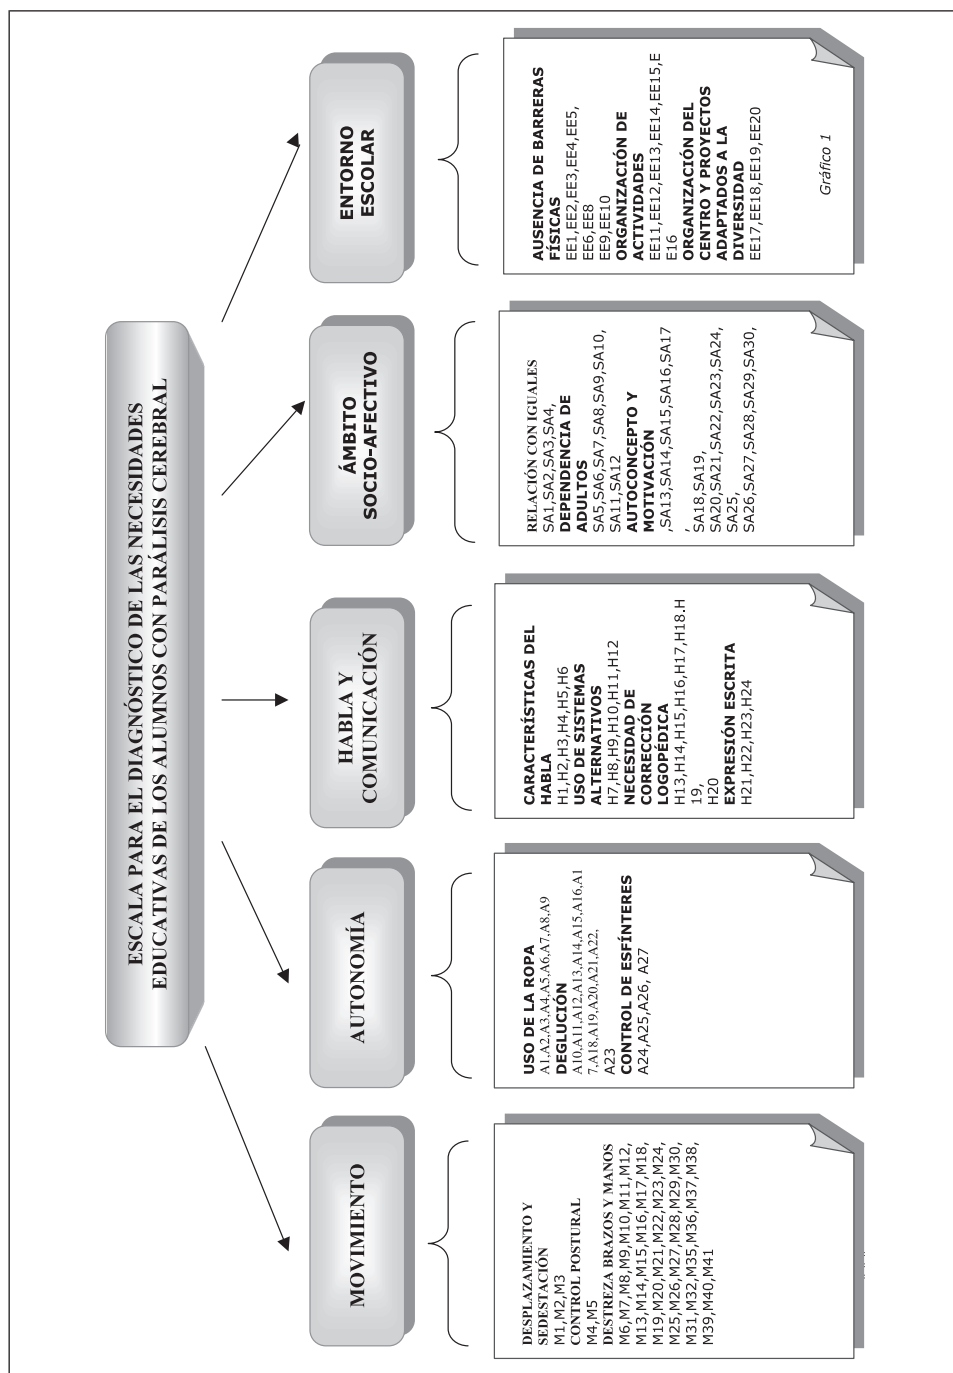 ESCALA PARA EL DIAGNÓSTICO DE LAS NECESIDADES
EDUCATIVAS DE LOS ALUMNOS CON PARÁLISIS CEREBRAL
MOVIMIENTO
DESPLAZAMIENTO Y
SEDESTACIÓN
M1,M2,M3
CONTROL POSTURAL
M4,M5
DESTREZA BRAZOS Y MANOS
M6,M7,M8,M9,M10,M11,M12,
M13,M14,M15,M16,M17,M18,
M19,M20,M21,M22,M23,M24,
M25,M26,M27,M28,M29,M30,
M31,M32,M35,M36,M37,M38,
M39,M40,M41
AUTONOMÍA
USO DE LA ROPA
A1,A2,A3,A4,A5,A6,A7,A8,A9
DEGLUCIÓN
A10,A11,A12,A13,A14,A15,A16,A1
7,A18,A19,A20,A21,A22,
A23
CONTROL DE ESFÍNTERES
A24,A25,A26, A27
HABLA Y
COMUNICACIÓN
CARACTERÍSTICAS DEL
HABLA
H1,H2,H3,H4,H5,H6
USO DE SISTEMAS
ALTERNATIVOS
H7,H8,H9,H10,H11,H12
NECESIDAD DE
CORRECCIÓN
LOGOPÉDICA
H13,H14,H15,H16,H17,H18.H
19,
H20
EXPRESIÓN ESCRITA
H21,H22,H23,H24
ÁMBITO
SOCIO-AFECTIVO
RELACIÓN CON IGUALES
SA1,SA2,SA3,SA4,
DEPENDENCIA DE
ADULTOS
SA5,SA6,SA7,SA8,SA9,SA10,
SA11,SA12
AUTOCONCEPTO Y
MOTIVACIÓN
,SA13,SA14,SA15,SA16,SA17
,
SA18,SA19,
SA20,SA21,SA22,SA23,SA24,
SA25,
SA26,SA27,SA28,SA29,SA30,
ENTORNO
ESCOLAR
AUSENCIA DE BARRERAS
FÍSICAS
EE1,EE2,EE3,EE4,EE5,
EE6,EE8
EE9,EE10
ORGANIZACIÓN DE
ACTIVIDADES
EE11,EE12,EE13,EE14,EE15,E
E16
ORGANIZACIÓN DEL
CENTRO Y PROYECTOS
ADAPTADOS A LA
DIVERSIDAD
EE17,EE18,EE19,EE20
Gráfico 1